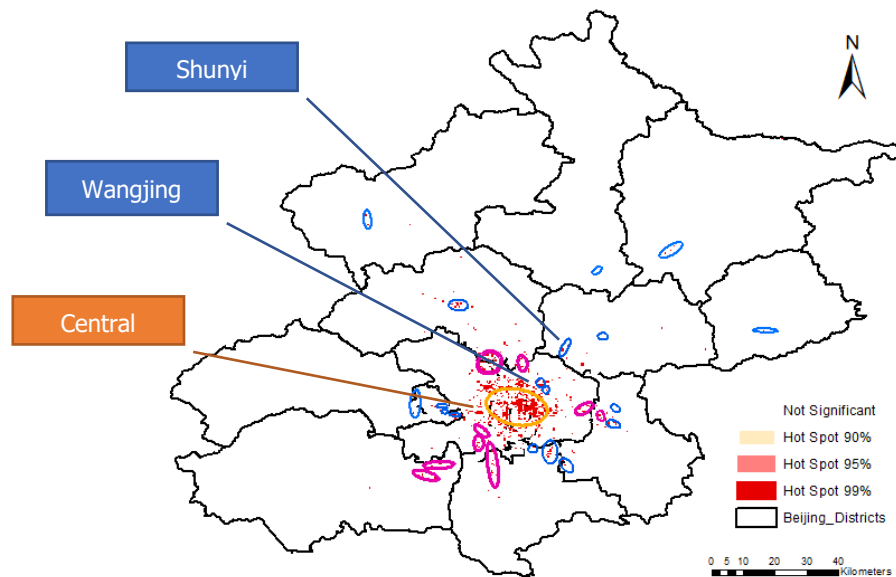 Shunyi
N
Wangjing
Central
Not Significant
Hot Spot 90%
Hot Spot 95%
Hot Spot 99%
Beijing_Districts
0 5 10 20 30 40
Kilometers